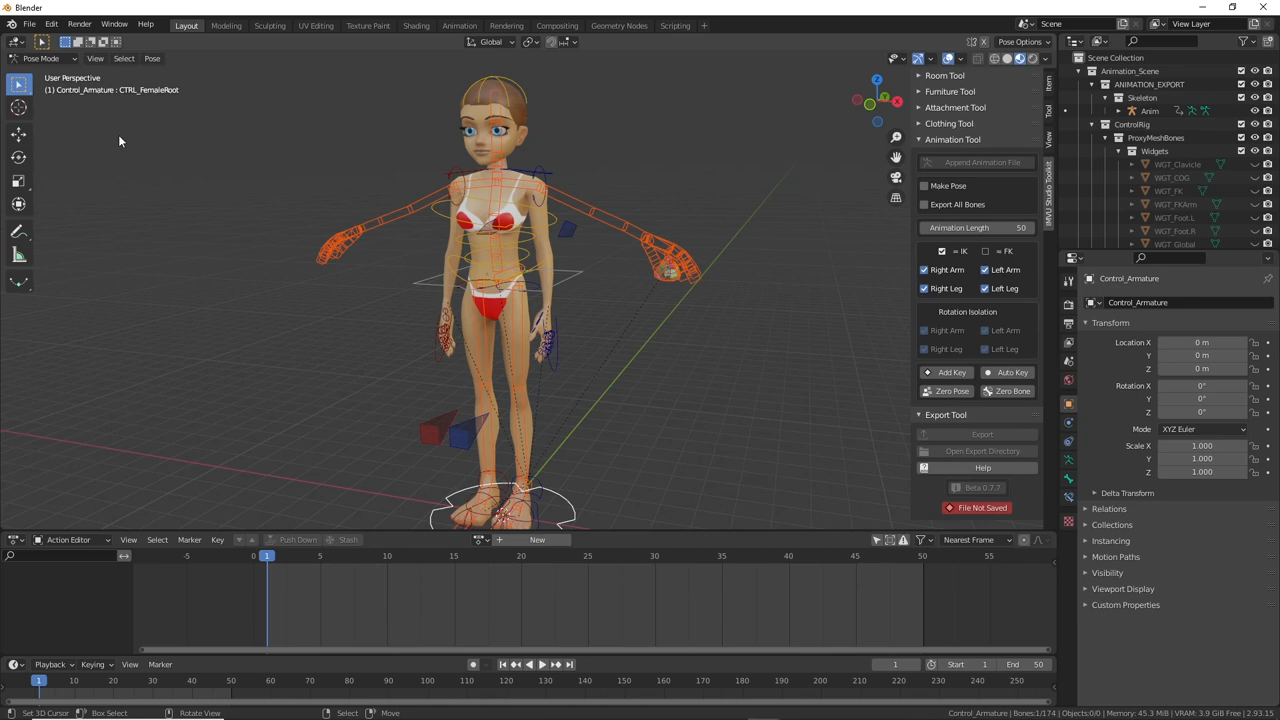 Blender
File Edit Render Window Help
Layout Modeling Sculpting UV Editing Texture Paint Shading Animation Rendering Compositing Geometry Nodes Scripting +
Scene View Layer
Global Pose Options
Pose Mode View Select Pose
User Perspective
(1) Control_Armature : CTRL_FemaleRoot
Z
Y
X
Room Tool
Furniture Tool
Attachment Tool
Clothing Tool
Animation Tool
Append Animation File
Make Pose
Export All Bones
Animation Length 50
= IK = FK
Right Arm Left Arm
Right Leg Left Leg
Rotation Isolation
Right Arm Left Arm
Right Leg Left Leg
Add Key Auto Key
Zero Pose Zero Bone
Export Tool
Export
Open Export Directory
Help
Beta 0.7.7
File Not Saved
Item
Tool
View
IMVU Studio Toolkit
Scene Collection
Animation_Scene
ANIMATION_EXPORT
Skeleton
Anim
ControlRig
ProxyMeshBones
Widgets
WGT_Clavicle
WGT_COG
WGT_FK
WGT_FKArm
WGT_Foot.L
WGT_Foot.R
WGT_Global
Control_Armature
Control_Armature
Transform
Location X 0 m
Y 0 m
Z 0 m
Rotation X 0°
Y 0°
Z 0°
Mode XYZ Euler
Scale X 1.000
Y 1.000
Z 1.000
Delta Transform
Relations
Collections
Instancing
Motion Paths
Visibility
Viewport Display
Custom Properties
Action Editor View Select Marker Key Push Down Stash + New Nearest Frame
-5 0 1 5 10 15 20 25 30 35 40 45 50 55
Playback Keying View Marker 1 Start 1 End 50
1 10 20 30 40 50 60 70 80 90 100 110 120 130 140 150 160 170 180 190 200 210 220 230 240 250
Set 3D Cursor Box Select Rotate View Select Move Control_Armature | Bones:1/174 | Objects:0/0 | Memory: 45.3 MiB | VRAM: 3.9 GiB Free | 2.93.15